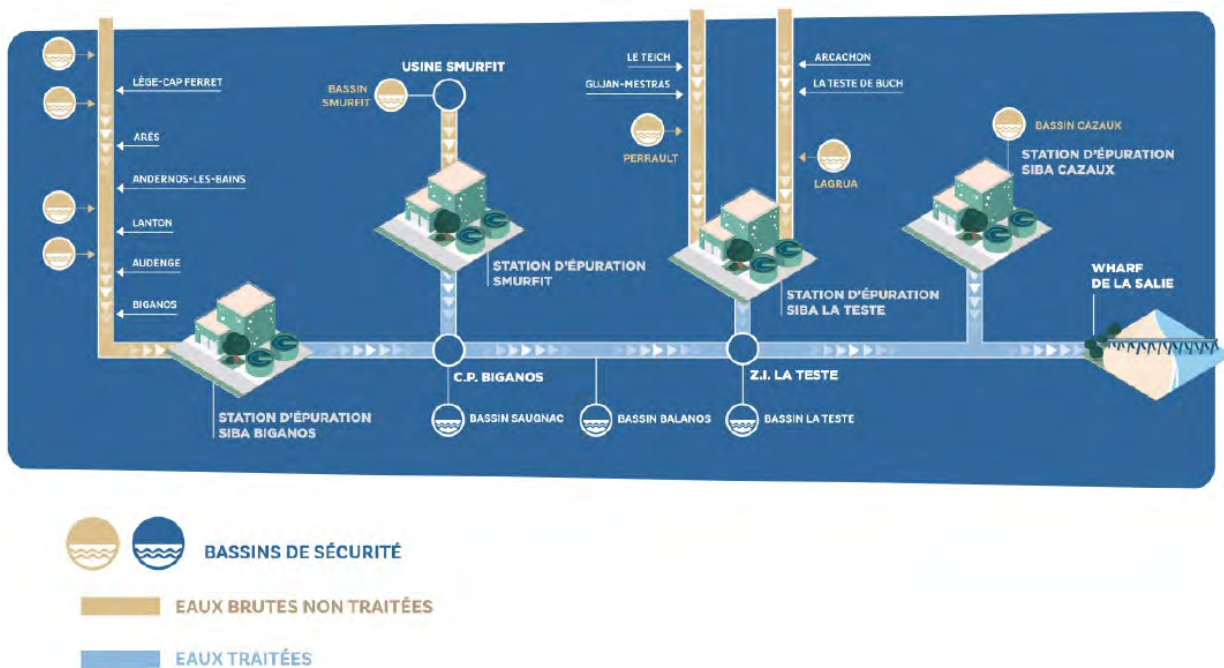 LÈGE-CAP FERRET
ARÈS
ANDERNOS-LES-BAINS
LANTON
AUDENGE
BIGANOS
STATION D'ÉPURATION
SIBA BIGANOS
USINE SMURFIT
BASSIN
SMURFIT
STATION D'ÉPURATION
SMURFIT
C.P. BIGANOS
BASSIN SAUGNAC
BASSIN BALANOS
LE TEICH
GUJAN-MESTRAS
PERRAULT
ARCACHON
LA TESTE DE BUCH
LAGRUA
STATION D'ÉPURATION
SIBA LA TESTE
Z.I. LA TESTE
BASSIN LA TESTE
BASSIN CAZAUX
STATION D'ÉPURATION
SIBA CAZAUX
WHARF
DE LA SALIE
BASSINS DE SÉCURITÉ
EAUX BRUTES NON TRAITÉES
EAUX TRAITÉES